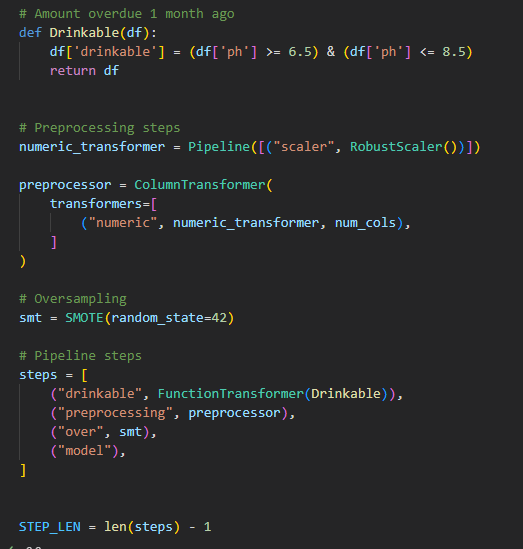 # Amount overdue 1 month ago
def Drinkable(df):
    df['drinkable'] = (df['ph'] >= 6.5) & (df['ph'] <= 8.5)
    return df
# Preprocessing steps
numeric_transformer = Pipeline([("scaler", RobustScaler())])
preprocessor = ColumnTransformer(
    transformers=[
        ("numeric", numeric_transformer, num_cols),
    ]
)
# Oversampling
smt = SMOTE(random_state=42)
# Pipeline steps
steps = [
    ("drinkable", FunctionTransformer(Drinkable)),
    ("preprocessing", preprocessor),
    ("over", smt),
    ("model"),
]
STEP_LEN = len(steps) - 1